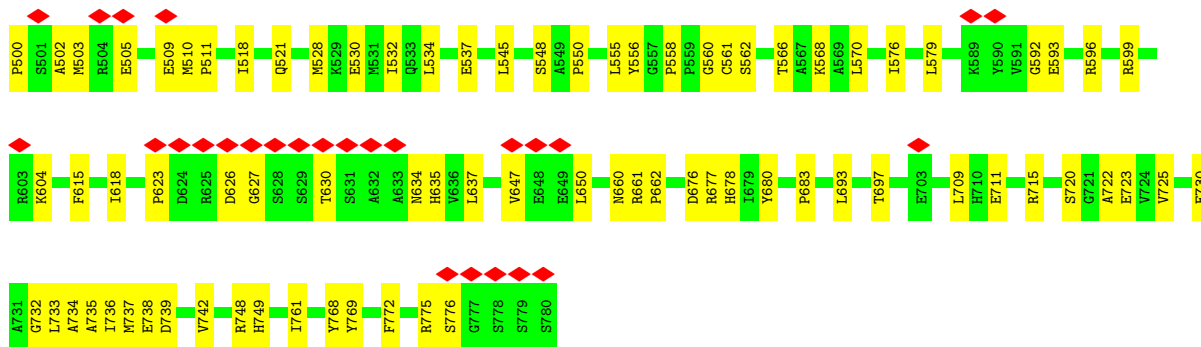 P500 S501 A502 M503 R504 E505 E509 M510 P511 I518 Q521 M528 K529 E530 M531 I532 Q533 L534 E537 L545 S548 A549 P550 L555 Y556 G557 P558 P559 G560 C561 S562 T566 A567 K568 A569 L570 I576 L579 K589 Y590 V591 G592 E593 R596 R599
R603 K604 F615 I618 P623 D624 R625 D626 G627 S628 S629 T630 S631 A632 A633 N634 H635 V636 L637 V647 E648 E649 L650 N660 R661 P662 D676 R677 H678 I679 Y680 P683 L693 T697 E703 L709 H710 E711 R715 S720 G721 A722 E723 V724 V725
A731 G732 L733 A734 A735 I736 M737 E738 D739 V742 R748 H749 I761 Y768 Y769 F772 R775 S776 G777 S778 S779 S780